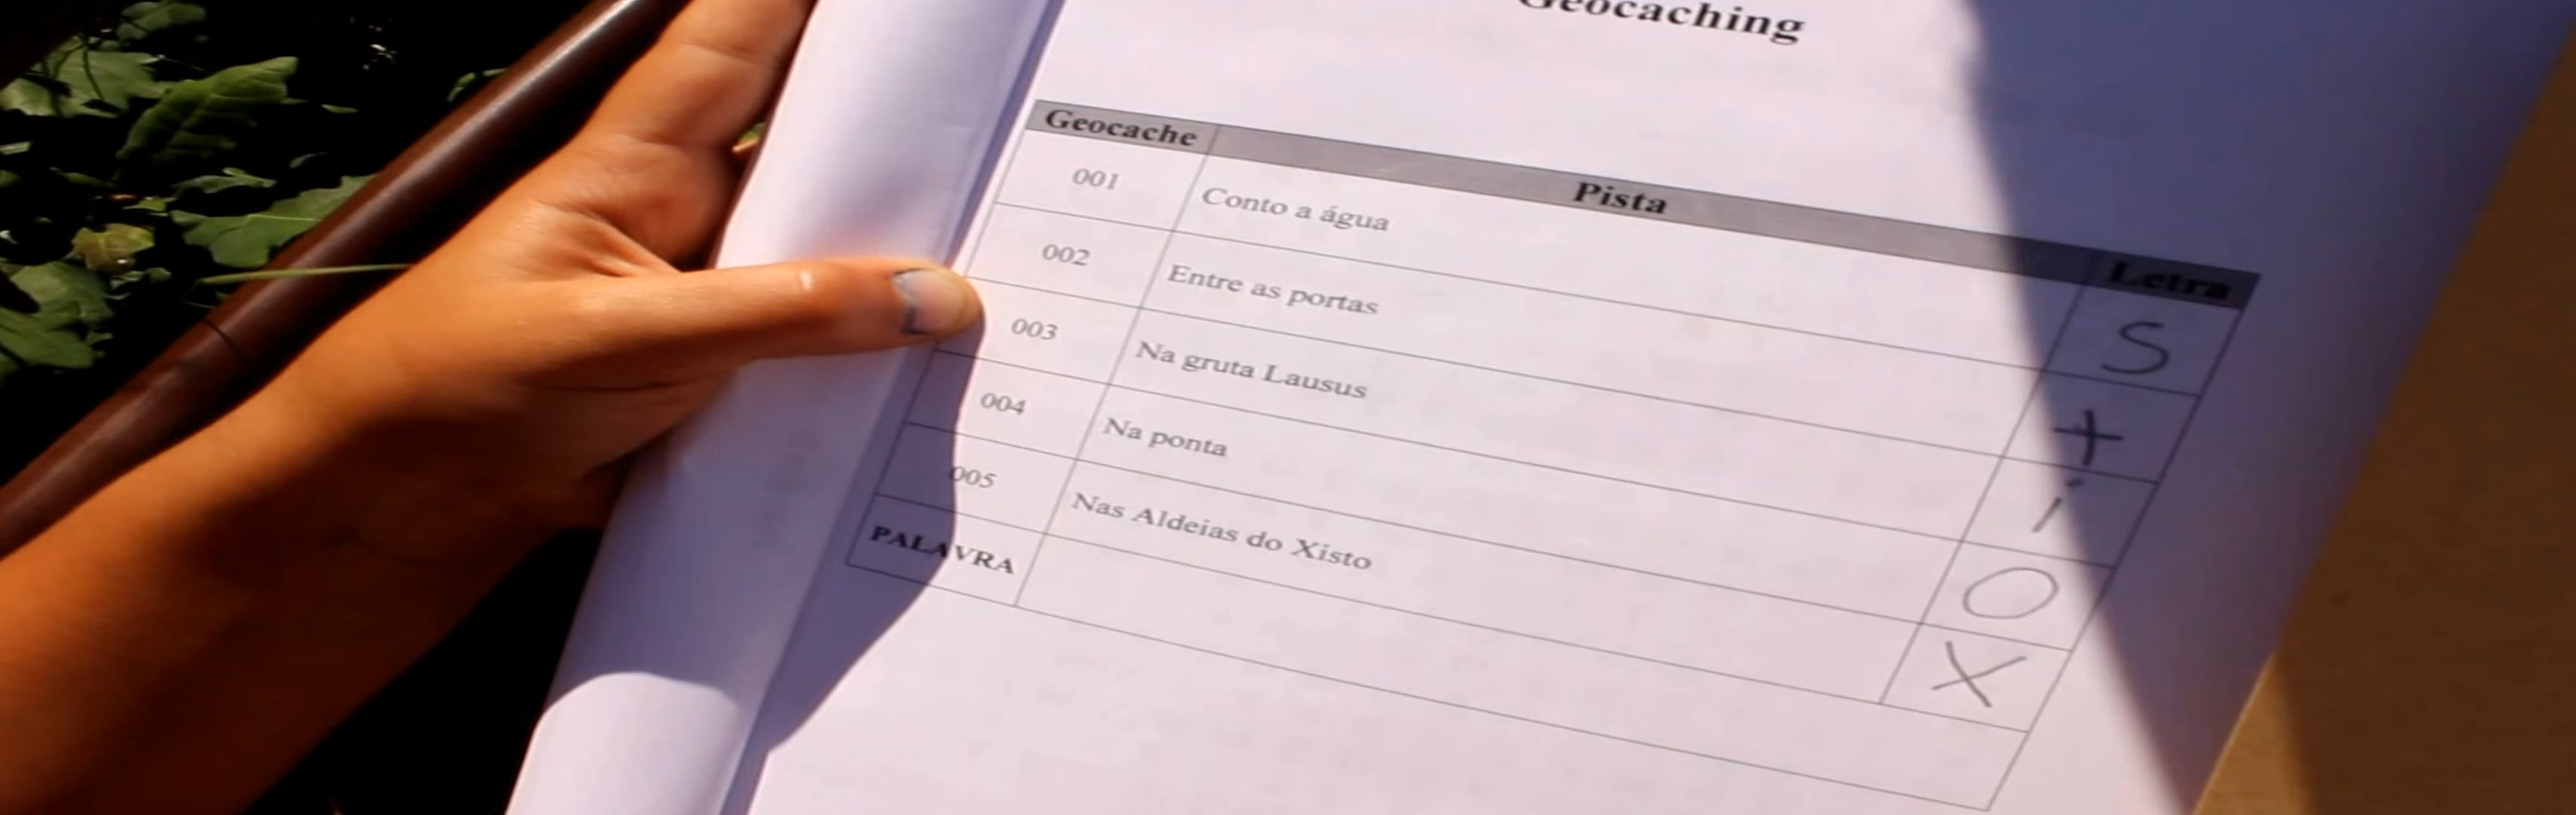 Geocaching
Geocache Pista Letra
001 Conto a água S
002 Entre as portas t
003 Na gruta Lausus i
004 Na ponta O
005 Nas Aldeias do Xisto X
PALAVRA